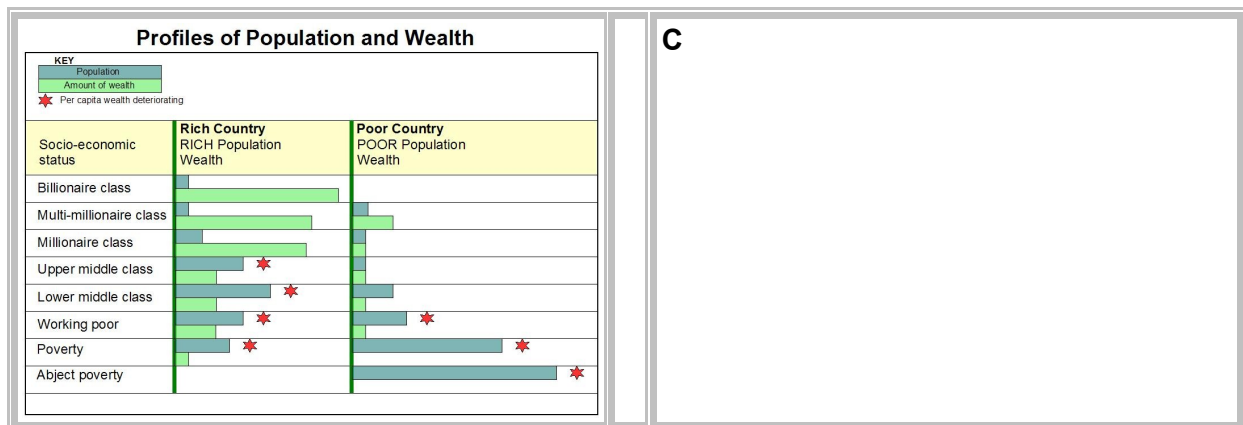 Profiles of Population and Wealth
KEY
Population
Amount of wealth
Per capita wealth deteriorating
Socio-economic
status
Rich Country
RICH Population
Wealth
Poor Country
POOR Population
Wealth
Billionaire class
Multi-millionaire class
Millionaire class
Upper middle class
Lower middle class
Working poor
Poverty
Abject poverty
C